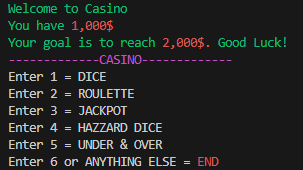 Welcome to Casino
You have 1,000$
Your goal is to reach 2,000$. Good Luck!
-------------CASINO-------------
Enter 1 = DICE
Enter 2 = ROULETTE
Enter 3 = JACKPOT
Enter 4 = HAZZARD DICE
Enter 5 = UNDER & OVER
Enter 6 or ANYTHING ELSE = END